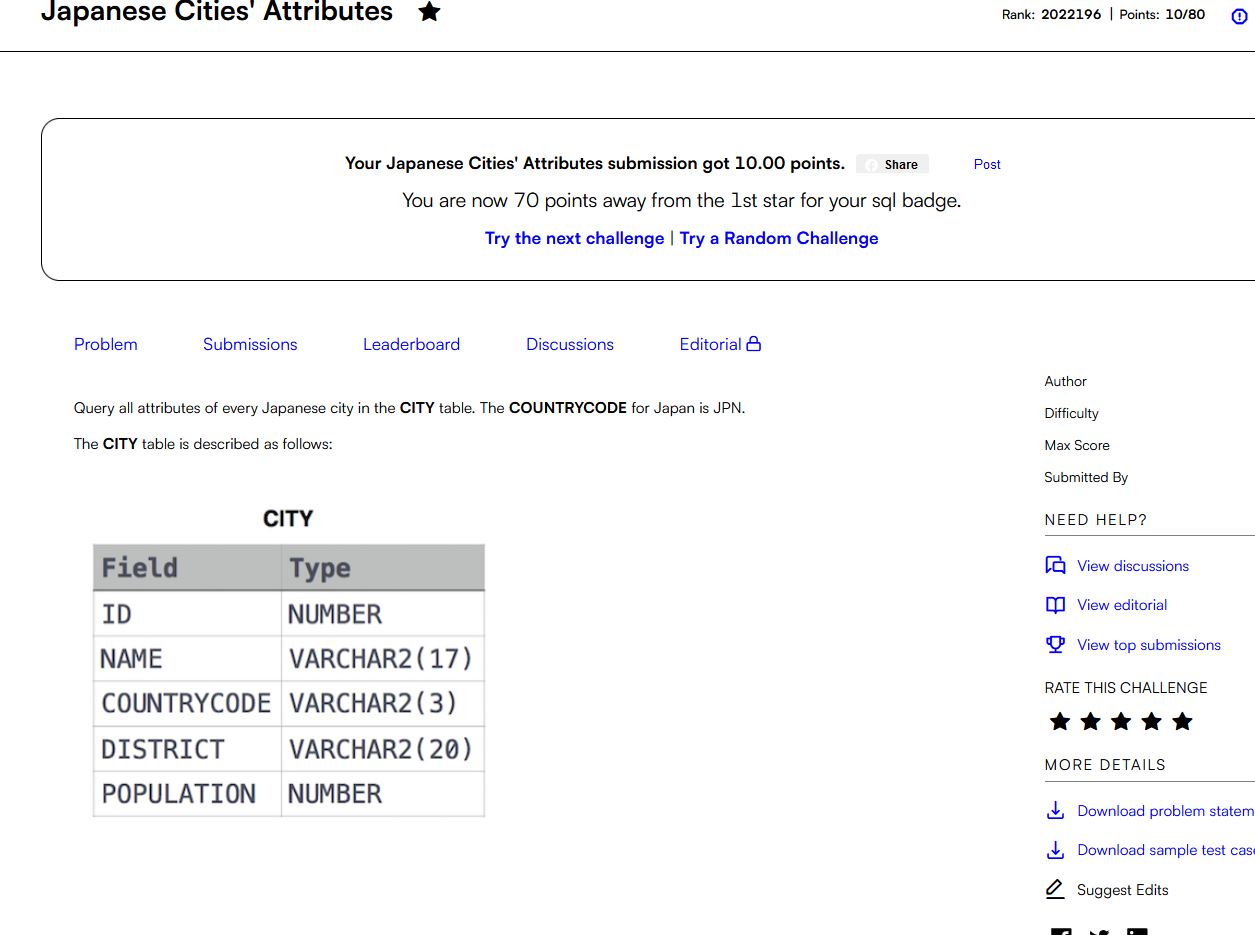 Japanese Cities' Attributes
Rank: 2022196 | Points: 10/80
Your Japanese Cities' Attributes submission got 10.00 points. Share Post
You are now 70 points away from the 1st star for your sql badge.
Try the next challenge | Try a Random Challenge
Problem Submissions Leaderboard Discussions Editorial
Query all attributes of every Japanese city in the CITY table. The COUNTRYCODE for Japan is JPN.
The CITY table is described as follows:
CITY
Field Type
ID NUMBER
NAME VARCHAR2(17)
COUNTRYCODE VARCHAR2(3)
DISTRICT VARCHAR2(20)
POPULATION NUMBER
Author
Difficulty
Max Score
Submitted By
NEED HELP?
View discussions
View editorial
View top submissions
RATE THIS CHALLENGE
MORE DETAILS
Download problem statem
Download sample test cas
Suggest Edits